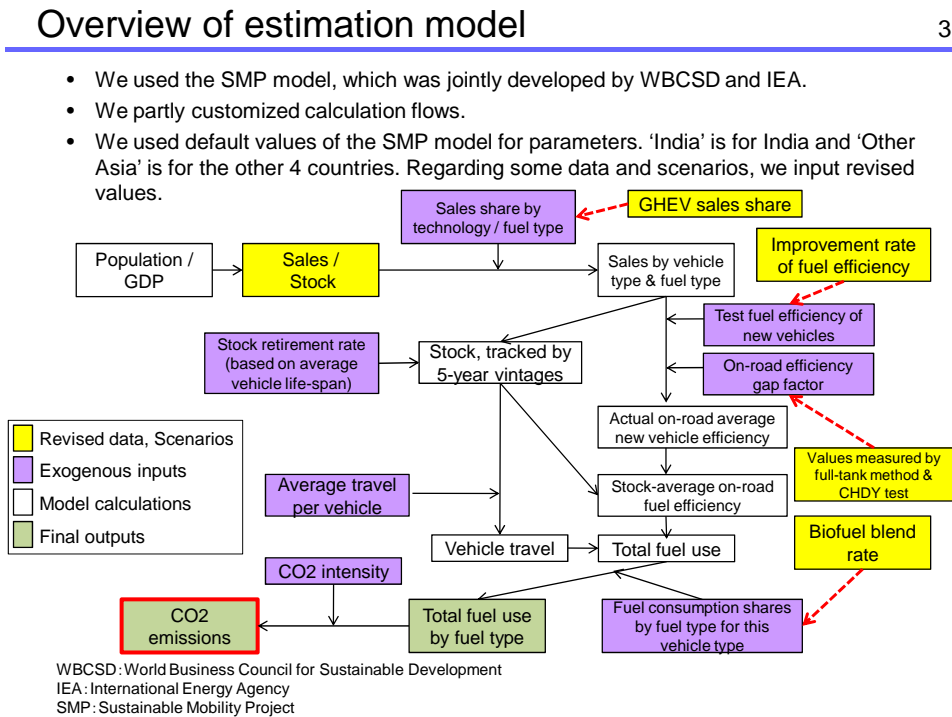 Overview of estimation model
3
• We used the SMP model, which was jointly developed by WBCSD and IEA.
• We partly customized calculation flows.
• We used default values of the SMP model for parameters. ‘India’ is for India and ‘Other
Asia’ is for the other 4 countries. Regarding some data and scenarios, we input revised
values.
Sales share by
technology / fuel type
GHEV sales share
Population /
GDP
Sales /
Stock
Sales by vehicle
type & fuel type
Improvement rate
of fuel efficiency
Test fuel efficiency of
new vehicles
Stock retirement rate
(based on average
vehicle life-span)
Stock, tracked by
5-year vintages
On-road efficiency
gap factor
Actual on-road average
new vehicle efficiency
Revised data, Scenarios
Exogenous inputs
Model calculations
Final outputs
Values measured by
full-tank method &
CHDY test
Average travel
per vehicle
Stock-average on-road
fuel efficiency
Biofuel blend
rate
Vehicle travel
Total fuel use
CO2 intensity
CO2
emissions
Total fuel use
by fuel type
Fuel consumption shares
by fuel type for this
vehicle type
WBCSD：World Business Council for Sustainable Development
IEA：International Energy Agency
SMP：Sustainable Mobility Project